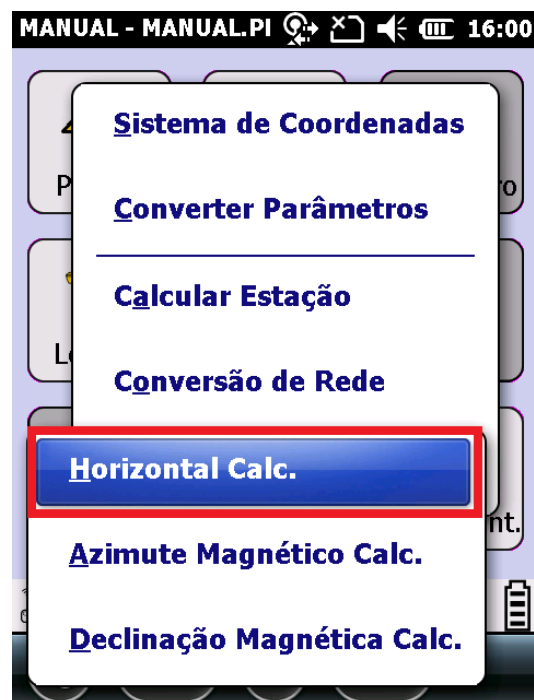 MANUAL - MANUAL.PI 16:00
Sistema de Coordenadas
Converter Parâmetros
Calcular Estação
Conversão de Rede
Horizontal Calc.
Azimute Magnético Calc.
Declinação Magnética Calc.